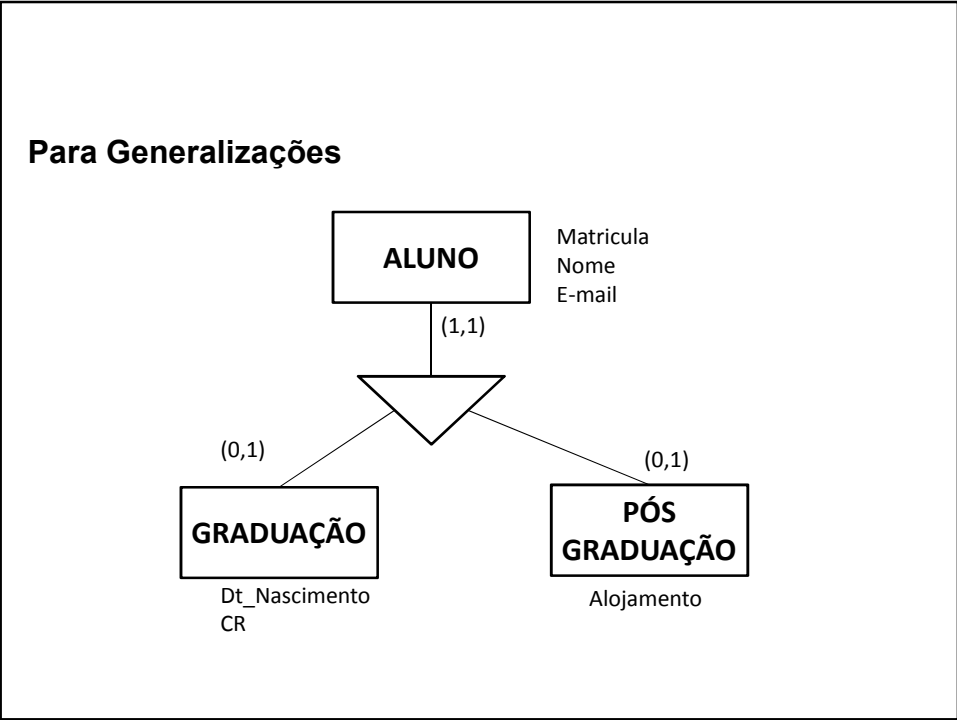 Para Generalizações
ALUNO
Matricula
Nome
E-mail
(1,1)
(0,1)
(0,1)
GRADUAÇÃO
PÓS
GRADUAÇÃO
Dt_Nascimento
CR
Alojamento